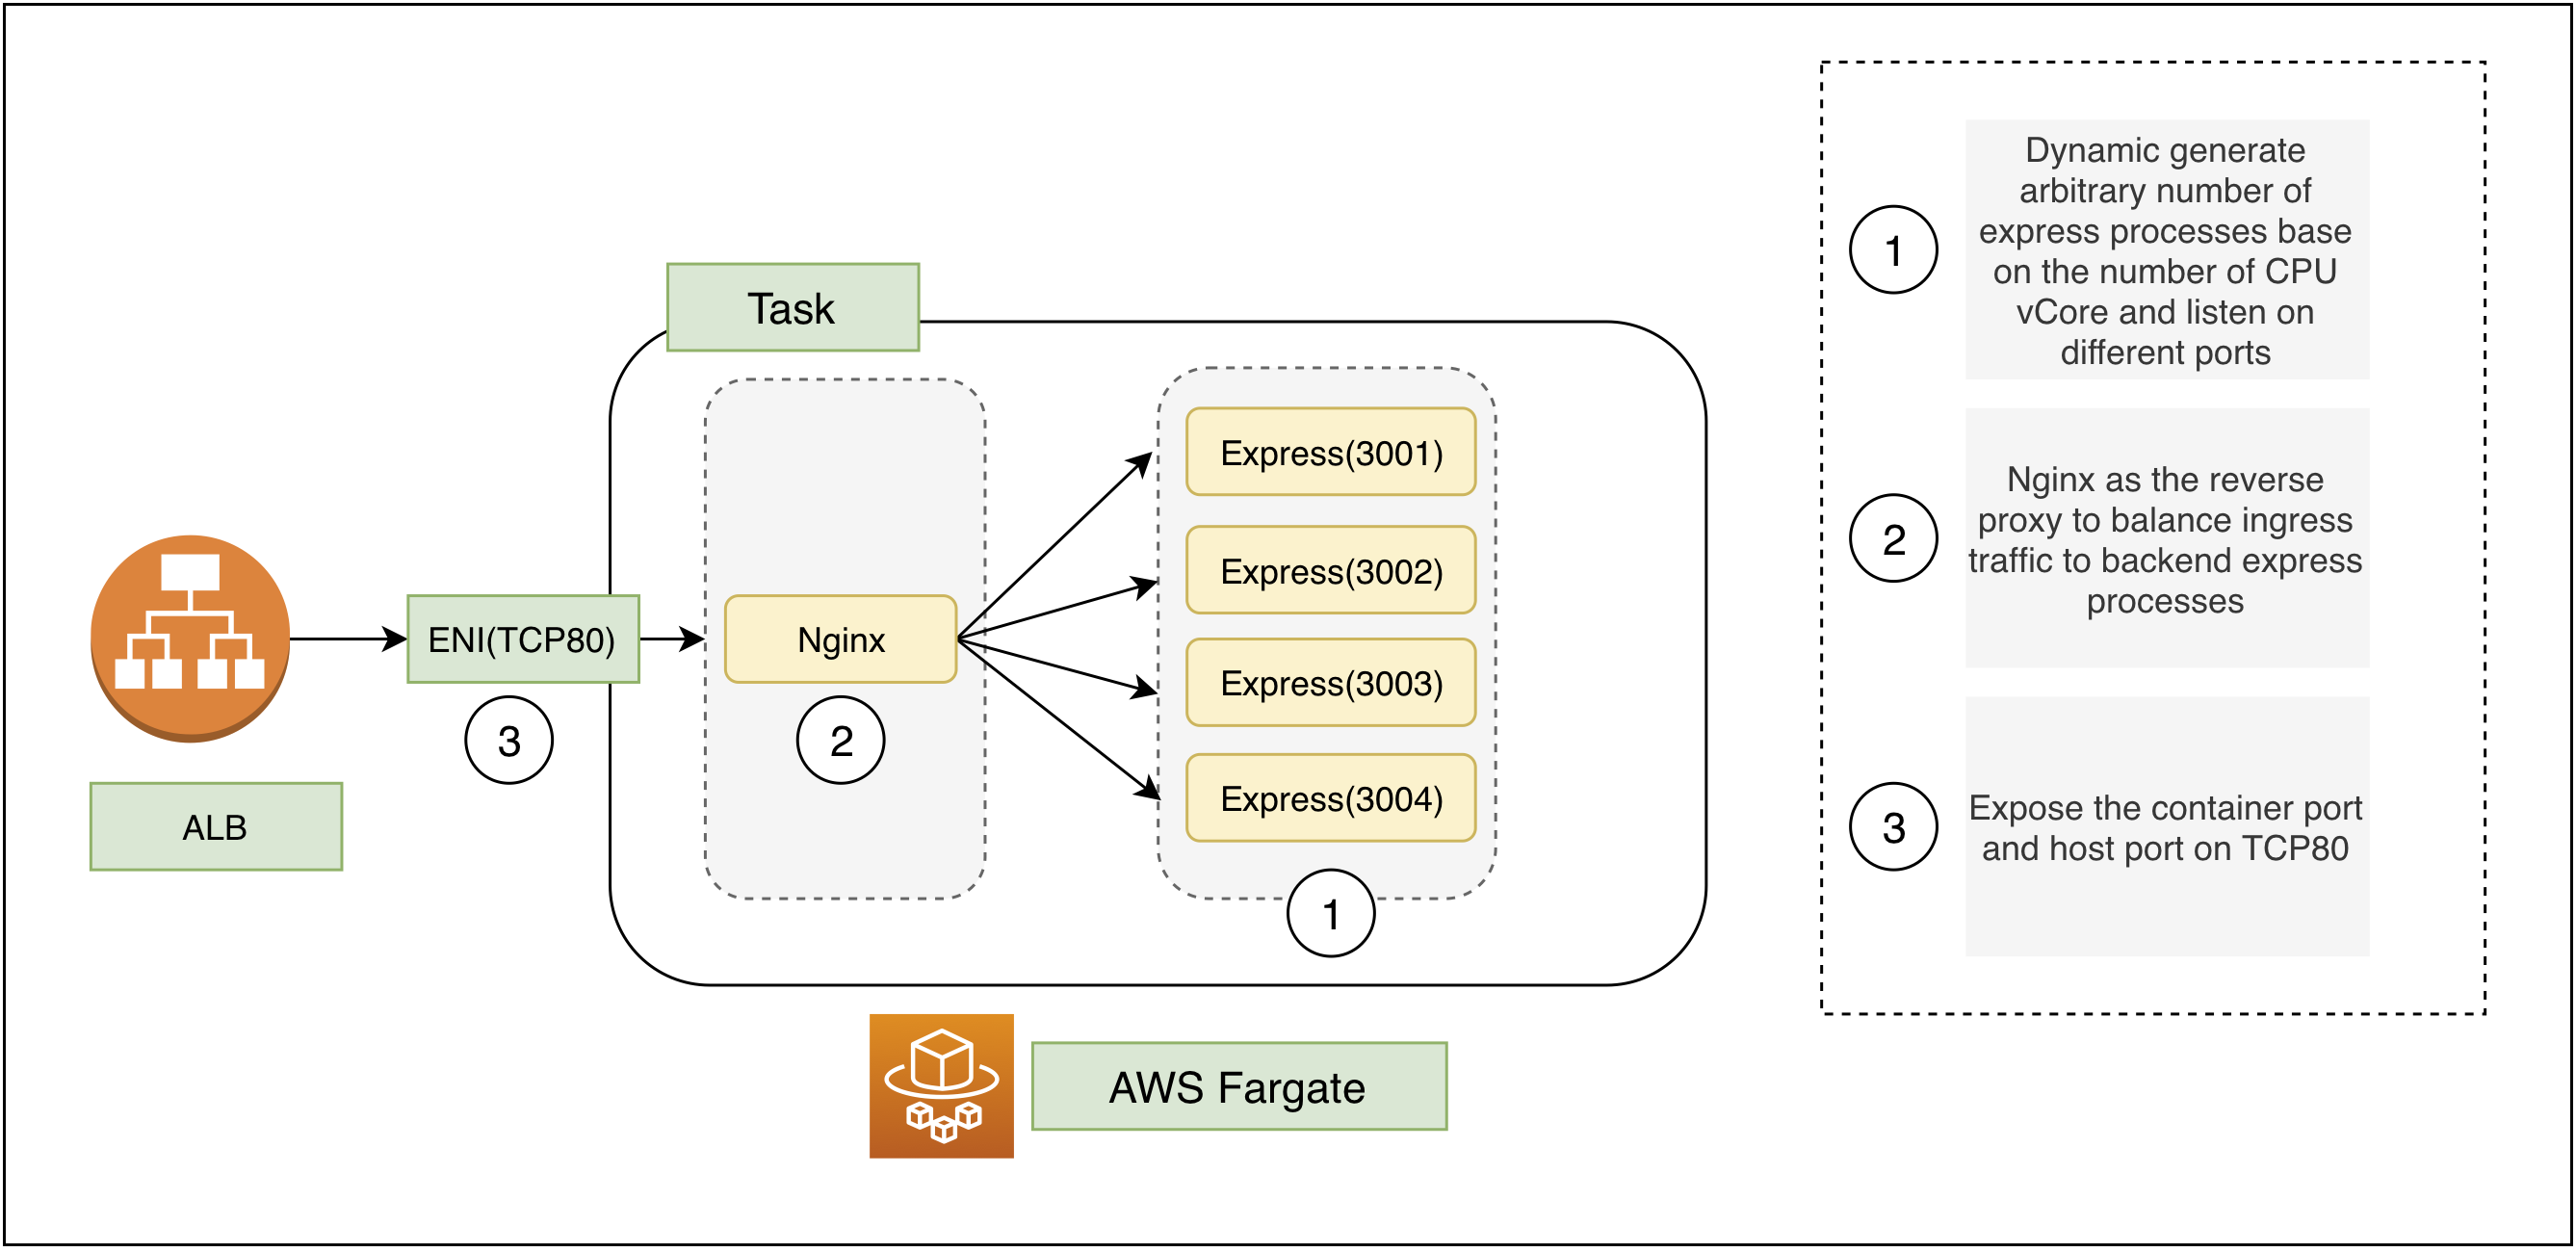 Task
ENI(TCP80)
3
ALB
Nginx
2
Express(3001)
Express(3002)
Express(3003)
Express(3004)
1
AWS Fargate
1
Dynamic generate
arbitrary number of
express processes base
on the number of CPU
vCore and listen on
different ports
2
Nginx as the reverse
proxy to balance ingress
traffic to backend express
processes
3
Expose the container port
and host port on TCP80